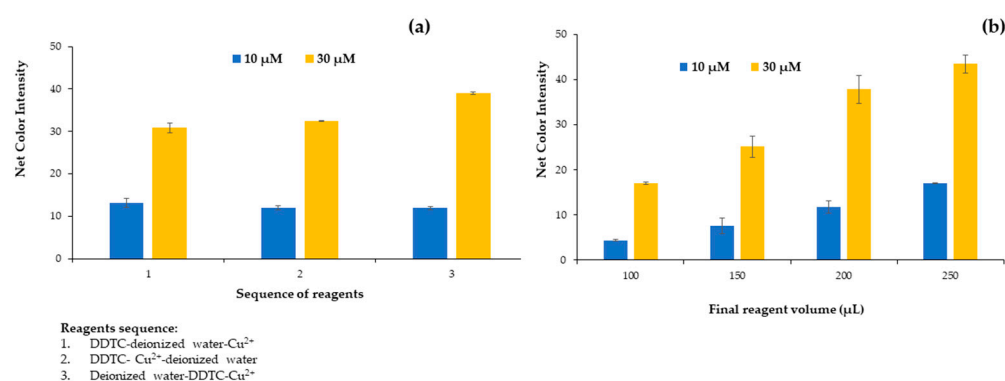 (a)
50
40
30
20
10
0
Net Color Intensity
10 µM
30 µM
1
2
3
Sequence of reagents
Reagents sequence:
1. DDTC-deionized water-Cu²⁺
2. DDTC- Cu²⁺-deionized water
3. Deionized water-DDTC-Cu²⁺
(b)
50
40
30
20
10
0
Net Color Intensity
10 µM
30 µM
100
150
200
250
Final reagent volume (µL)